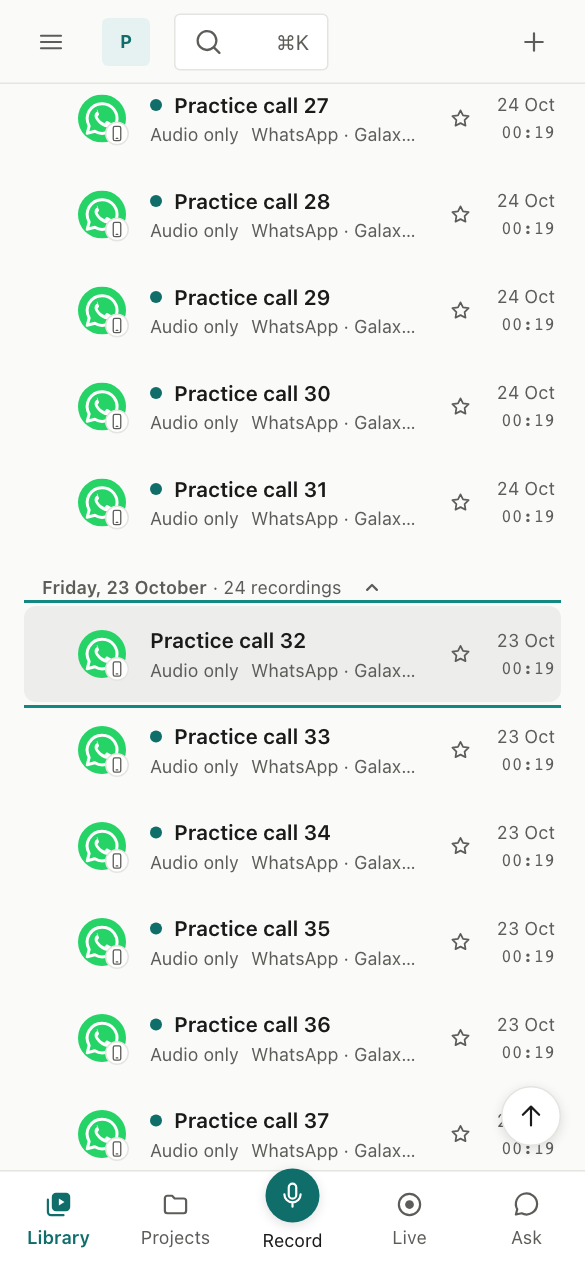 P
⌘K
Practice call 27
24 Oct
Audio only WhatsApp · Galax...
00:19
Practice call 28
24 Oct
Audio only WhatsApp · Galax...
00:19
Practice call 29
24 Oct
Audio only WhatsApp · Galax...
00:19
Practice call 30
24 Oct
Audio only WhatsApp · Galax...
00:19
Practice call 31
24 Oct
Audio only WhatsApp · Galax...
00:19
Friday, 23 October · 24 recordings
Practice call 32
23 Oct
Audio only WhatsApp · Galax...
00:19
Practice call 33
23 Oct
Audio only WhatsApp · Galax...
00:19
Practice call 34
23 Oct
Audio only WhatsApp · Galax...
00:19
Practice call 35
23 Oct
Audio only WhatsApp · Galax...
00:19
Practice call 36
23 Oct
Audio only WhatsApp · Galax...
00:19
Practice call 37
Audio only WhatsApp · Galax...
00:19
Library
Projects
Record
Live
Ask